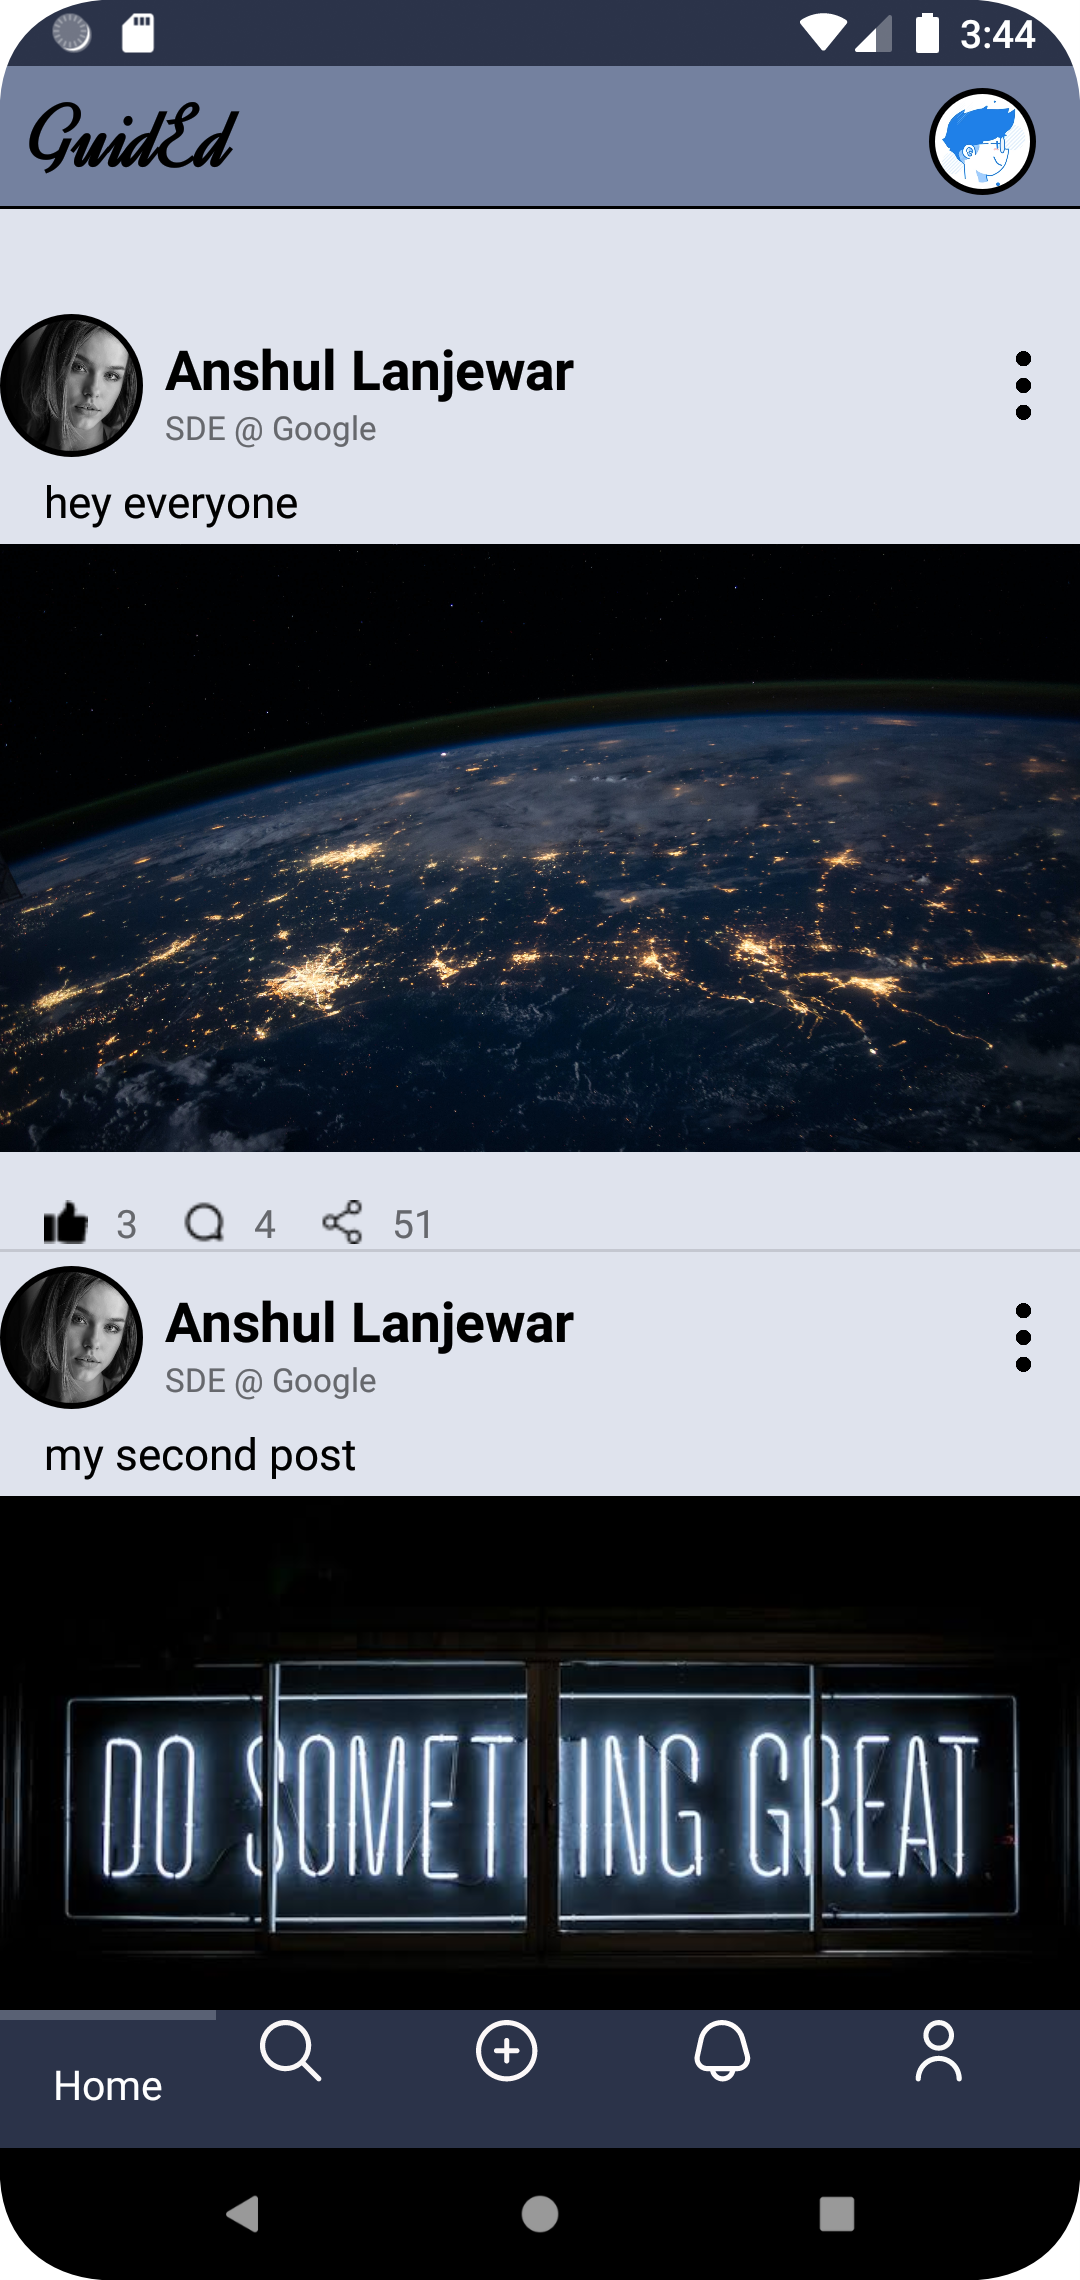 3:44
GuidEd
Anshul Lanjewar
SDE @ Google
hey everyone
3 4 51
Anshul Lanjewar
SDE @ Google
my second post
DO SOMETHING GREAT
Home